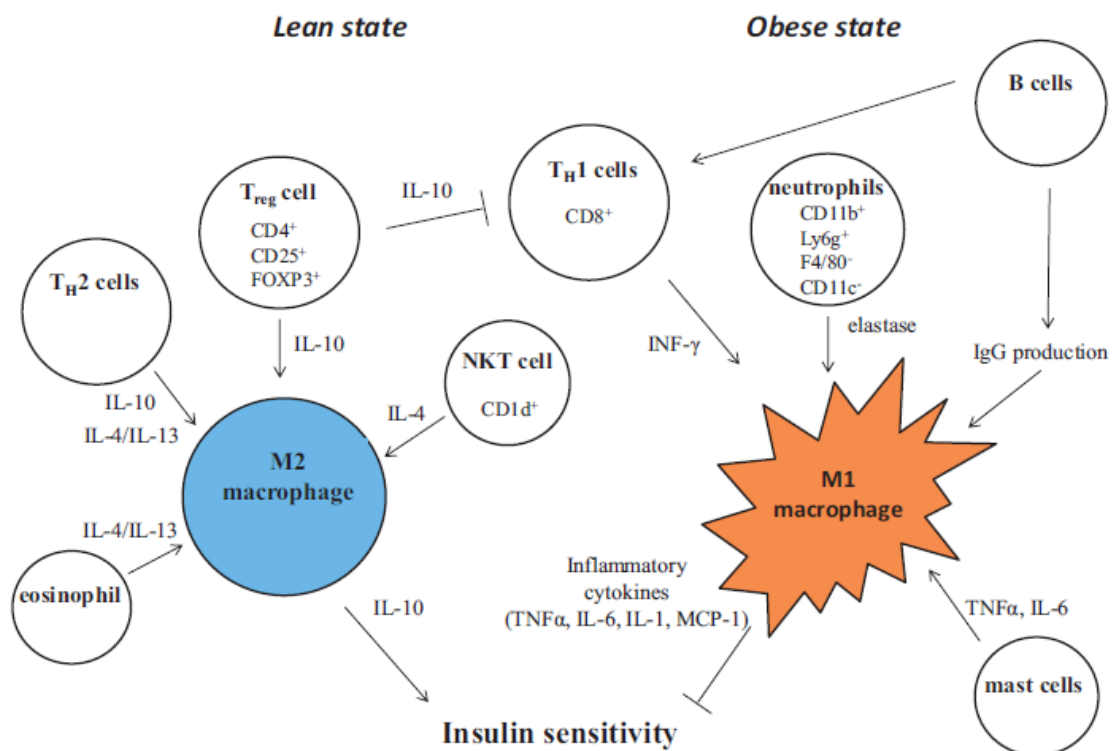 Lean state
Obese state
B cells
T_H1 cells
CD8⁺
neutrophils
CD11b⁺
Ly6g⁺
F4/80⁻
CD11c⁻
T_reg cell
CD4⁺
CD25⁺
FOXP3⁺
IL-10
T_H2 cells
IL-10
INF-γ
elastase
IgG production
NKT cell
CD1d⁺
IL-10
IL-4/IL-13
IL-4
M2
macrophage
M1
macrophage
IL-4/IL-13
eosinophil
IL-10
Inflammatory
cytokines
(TNFα, IL-6, IL-1, MCP-1)
TNFα, IL-6
mast cells
Insulin sensitivity